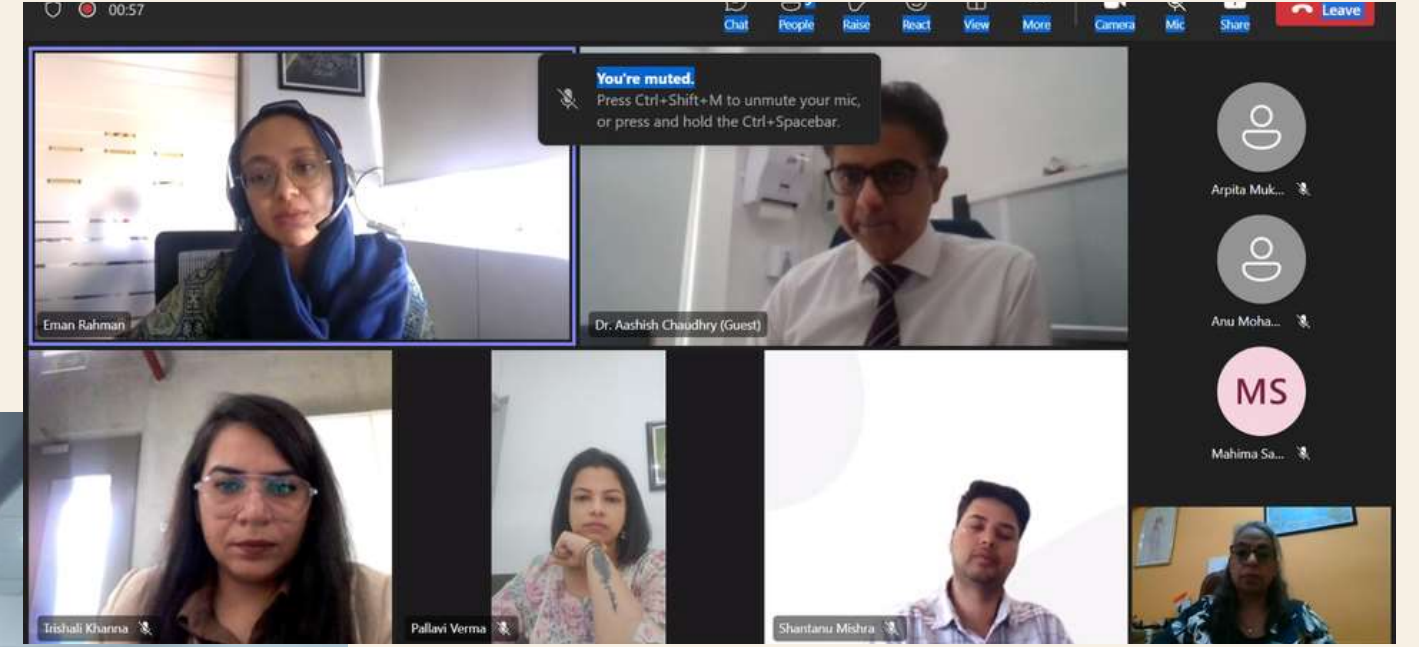 00:57
Chat People Raise React View More Camera Mic Share Leave
You're muted.
Press Ctrl+Shift+M to unmute your mic,
or press and hold the Ctrl+Spacebar.
Eman Rahman
Dr. Aashish Chaudhry (Guest)
Arpita Muk...
Anu Moha...
MS
Mahima Sa...
Trishali Khanna
Pallavi Verma
Shantanu Mishra